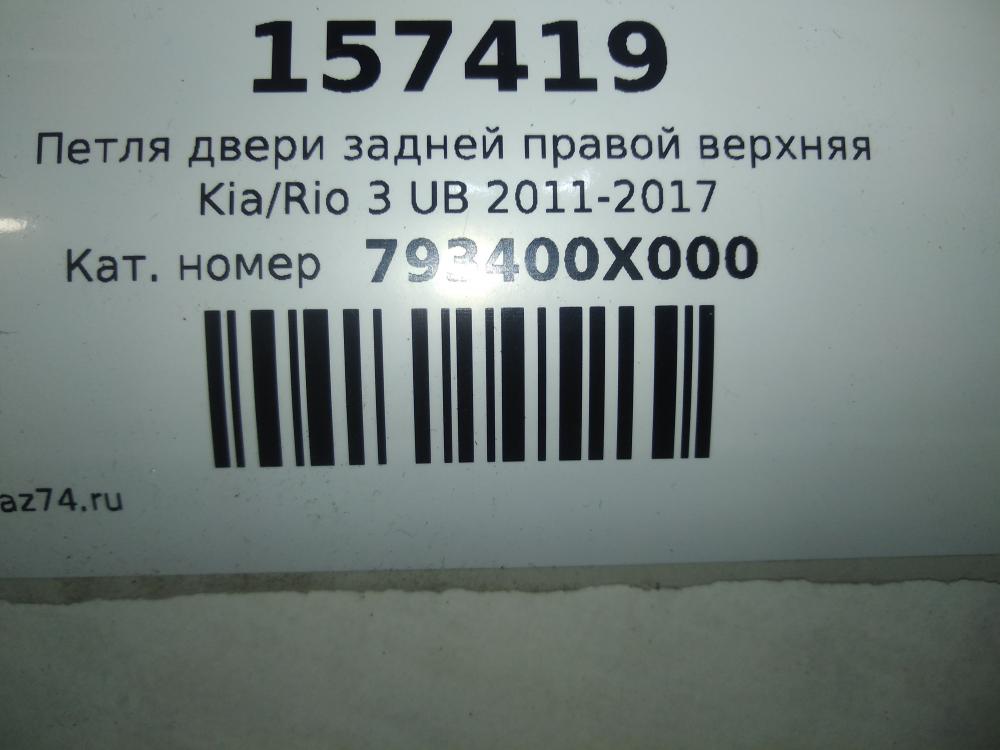 157419
Петля двери задней правой верхняя
Kia/Rio 3 UB 2011-2017
Кат. номер 793400X000
az74.ru